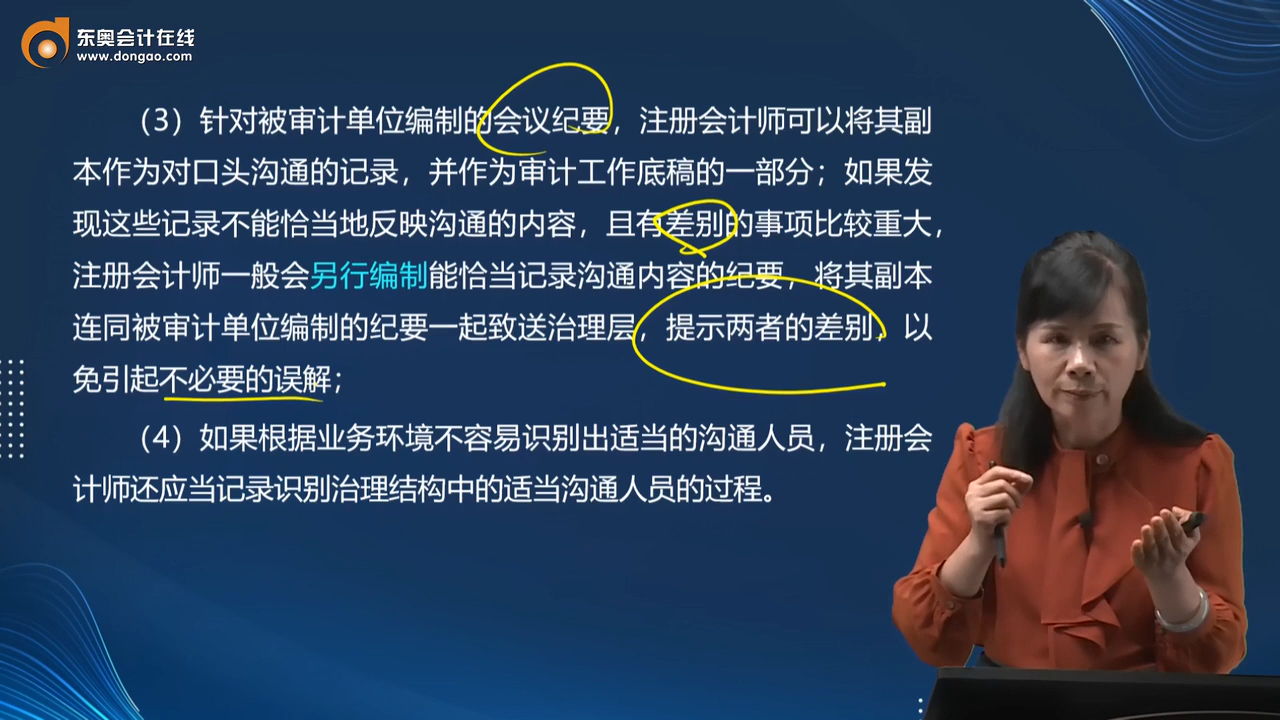 东奥会计在线
www.dongao.com
（3）针对被审计单位编制的会议纪要，注册会计师可以将其副
本作为对口头沟通的记录，并作为审计工作底稿的一部分；如果发
现这些记录不能恰当地反映沟通的内容，且有差别的事项比较重大，
注册会计师一般会另行编制能恰当记录沟通内容的纪要，将其副本
连同被审计单位编制的纪要一起致送治理层，提示两者的差别，以
免引起不必要的误解；
（4）如果根据业务环境不容易识别出适当的沟通人员，注册会
计师还应当记录识别治理结构中的适当沟通人员的过程。